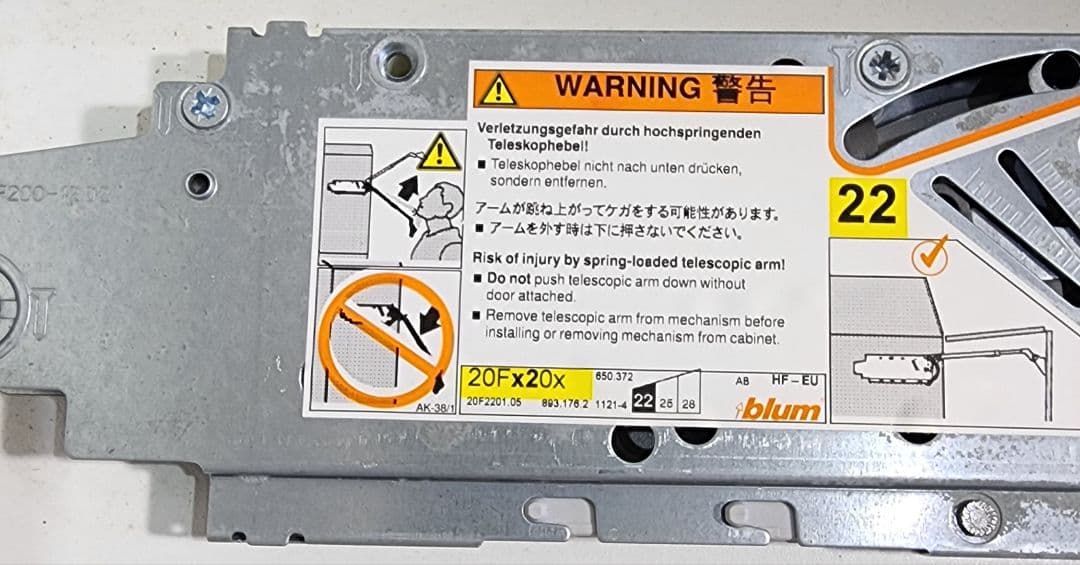 WARNING 警告
Verletzungsgefahr durch hochspringenden
Teleskophebel!
■ Teleskophebel nicht nach unten drücken,
sondern entfernen.
アームが跳ね上がってケガをする可能性があります。
■ アームを外す時は下に押さないでください。
Risk of injury by spring-loaded telescopic arm!
■ Do not push telescopic arm down without
door attached.
■ Remove telescopic arm from mechanism before
installing or removing mechanism from cabinet.
AK-38/1
20Fx20x
650.372
20F2201.05 893.176.2 1121-4
22 25 28
AB HF-EU
blum
22